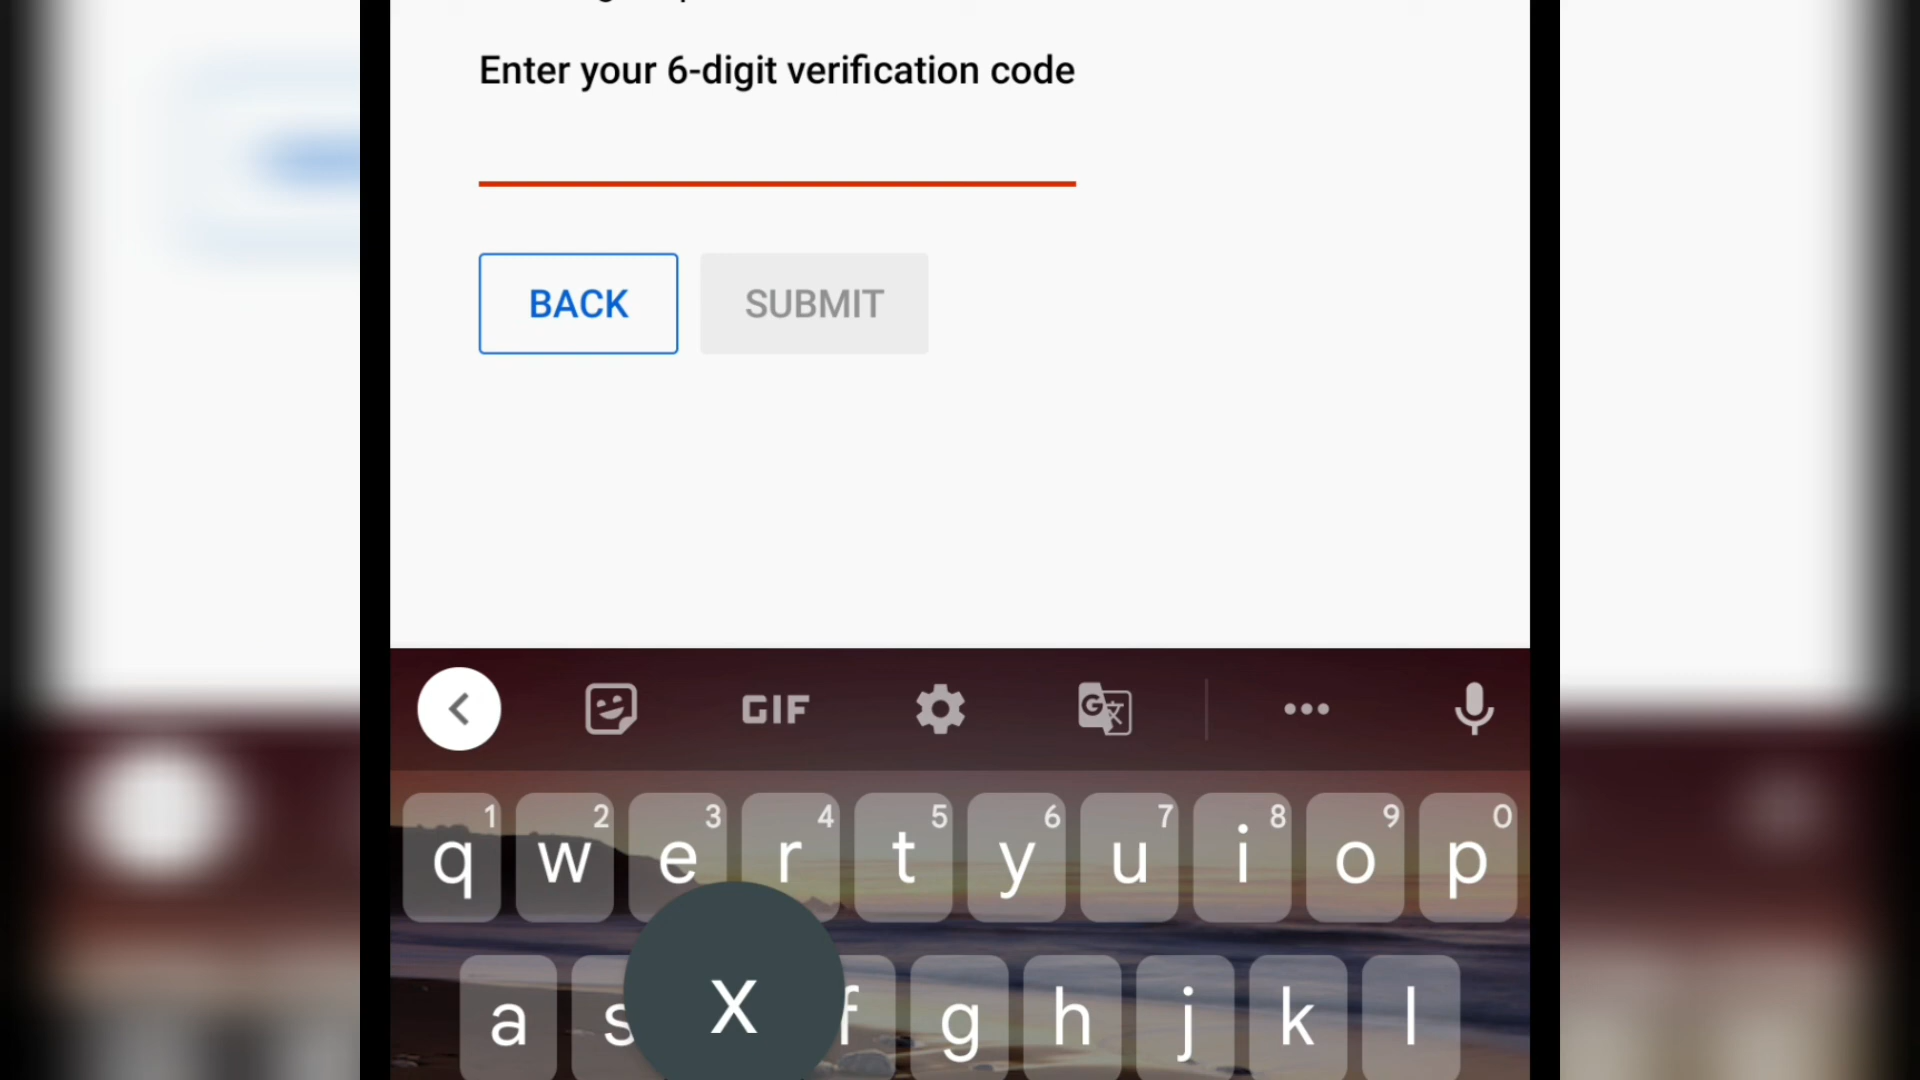 Enter your 6-digit verification code
BACK SUBMIT
GIF G
1 2 3 4 5 6 7 8 9 0
q w e r t y u i o p
a s x f g h j k l